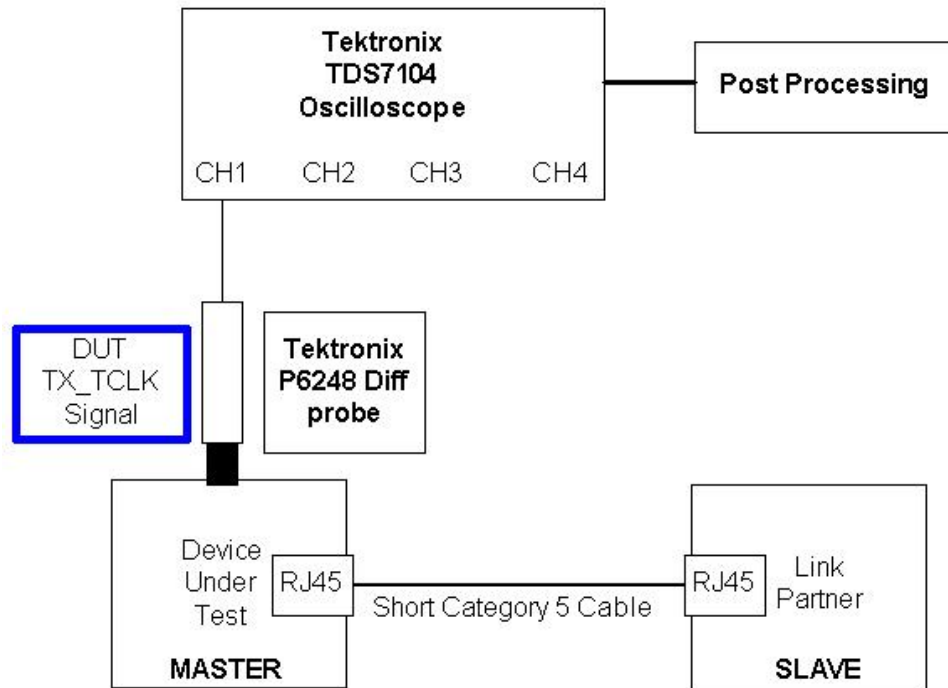 Tektronix
TDS7104
Oscilloscope
CH1 CH2 CH3 CH4
Post Processing
DUT
TX_TCLK
Signal
Tektronix
P6248 Diff
probe
Device
Under
Test
RJ45
MASTER
Short Category 5 Cable
RJ45
Link
Partner
SLAVE